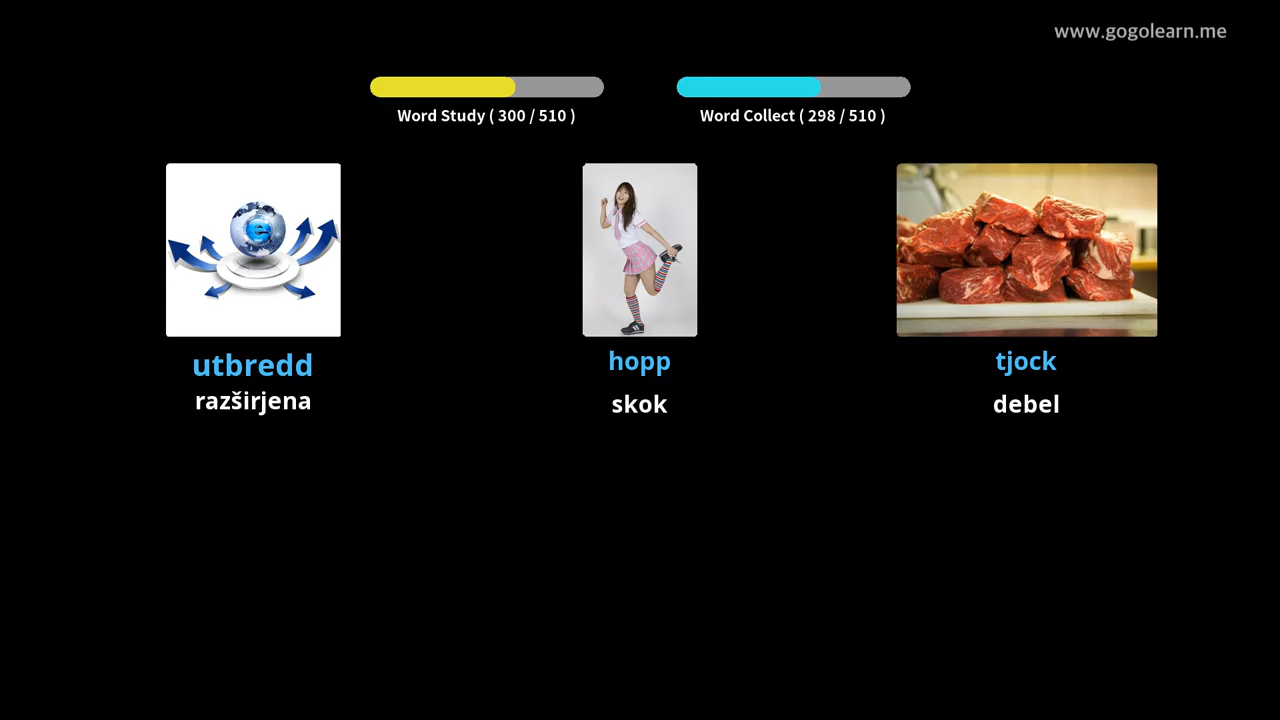 www.gogolearn.me
Word Study ( 300 / 510 )
Word Collect ( 298 / 510 )
e
utbredd
hopp
tjock
razširjena
skok
debel